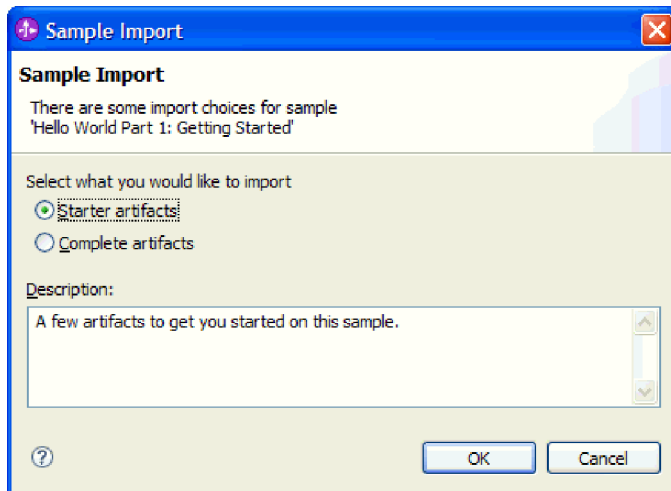 Sample Import
Sample Import
There are some import choices for sample
'Hello World Part 1: Getting Started'
Select what you would like to import
Starter artifacts
Complete artifacts
Description:
A few artifacts to get you started on this sample.
?
OK
Cancel